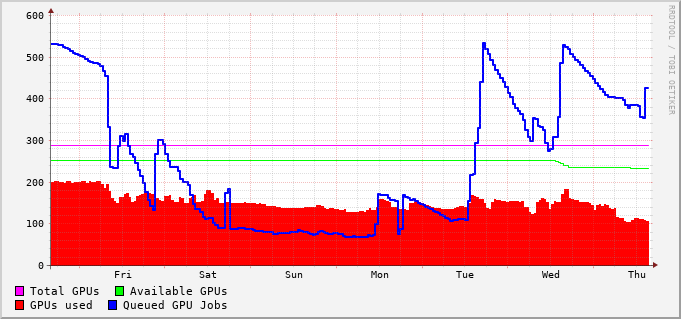 600
500
400
300
200
100
0
Fri Sat Sun Mon Tue Wed Thu
Total GPUs Available GPUs
GPUs used Queued GPU Jobs
RRDTOOL / TOBI OETIKER